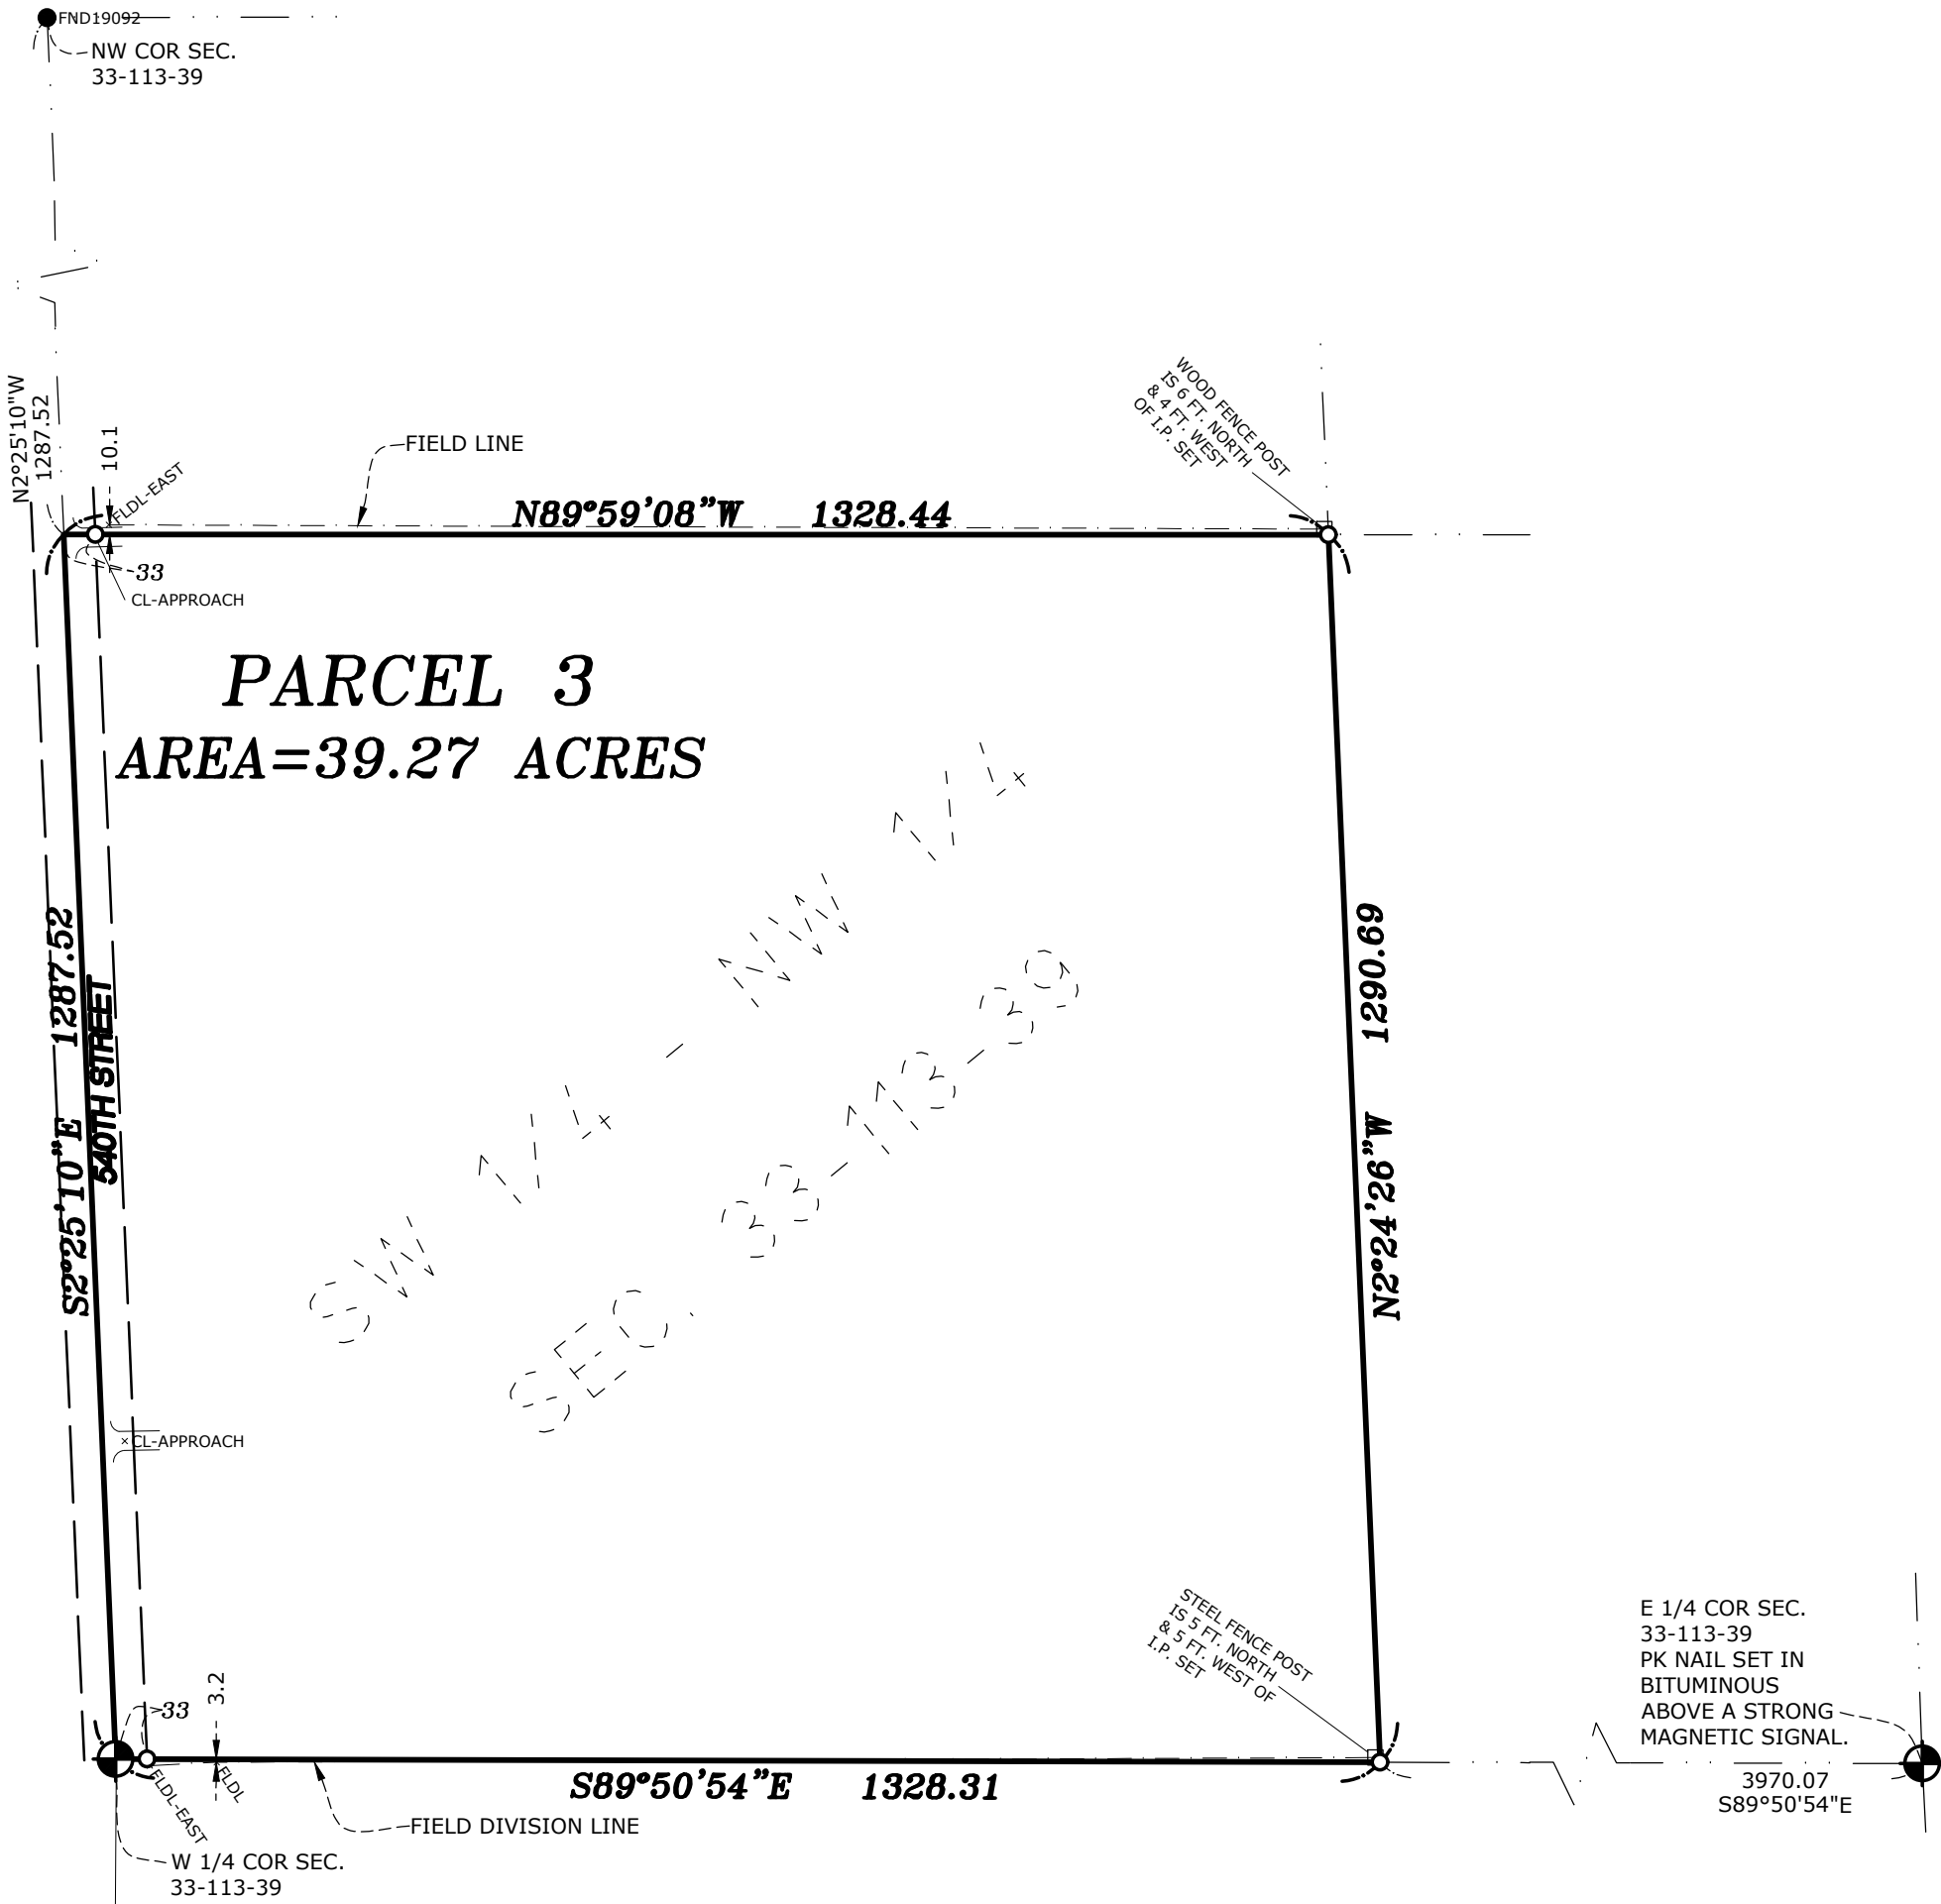 FND19092
NW COR SEC.
33-113-39
N2°25'10"W
1287.52
10.1
FLDL-EAST
FIELD LINE
WOOD FENCE POST
IS 6 FT. NORTH
& 4 FT. WEST
OF I.P. SET
N89°59'08"W 1328.44
33
CL-APPROACH
PARCEL 3
AREA=39.27 ACRES
SW 1/4 - NW 1/4
SEC. 33-113-39
S2°25'10"E 1287.52
540TH STREET
N2°24'26"W 1290.69
CL-APPROACH
STEEL FENCE POST
IS 5 FT. NORTH
& 5 FT. WEST OF
I.P. SET
E 1/4 COR SEC.
33-113-39
PK NAIL SET IN
BITUMINOUS
ABOVE A STRONG
MAGNETIC SIGNAL.
33
3.2
FLDL-EAST
FLDL
S89°50'54"E 1328.31
3970.07
S89°50'54"E
FIELD DIVISION LINE
W 1/4 COR SEC.
33-113-39